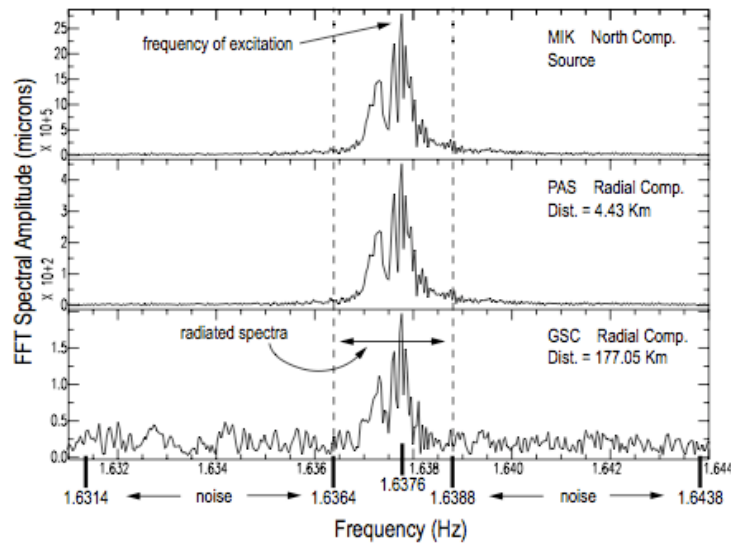 FFT Spectral Amplitude (microns)
25
20
15
10
5
0
X 10+5
frequency of excitation
MIK North Comp.
Source
4
3
2
1
0
X 10+2
PAS Radial Comp.
Dist. = 4.43 Km
1.5
1.0
0.5
0.0
radiated spectra
GSC Radial Comp.
Dist. = 177.05 Km
1.632 1.634 1.636 1.638 1.640 1.642 1.644
1.6314 noise 1.6364 1.6376 1.6388 noise 1.6438
Frequency (Hz)